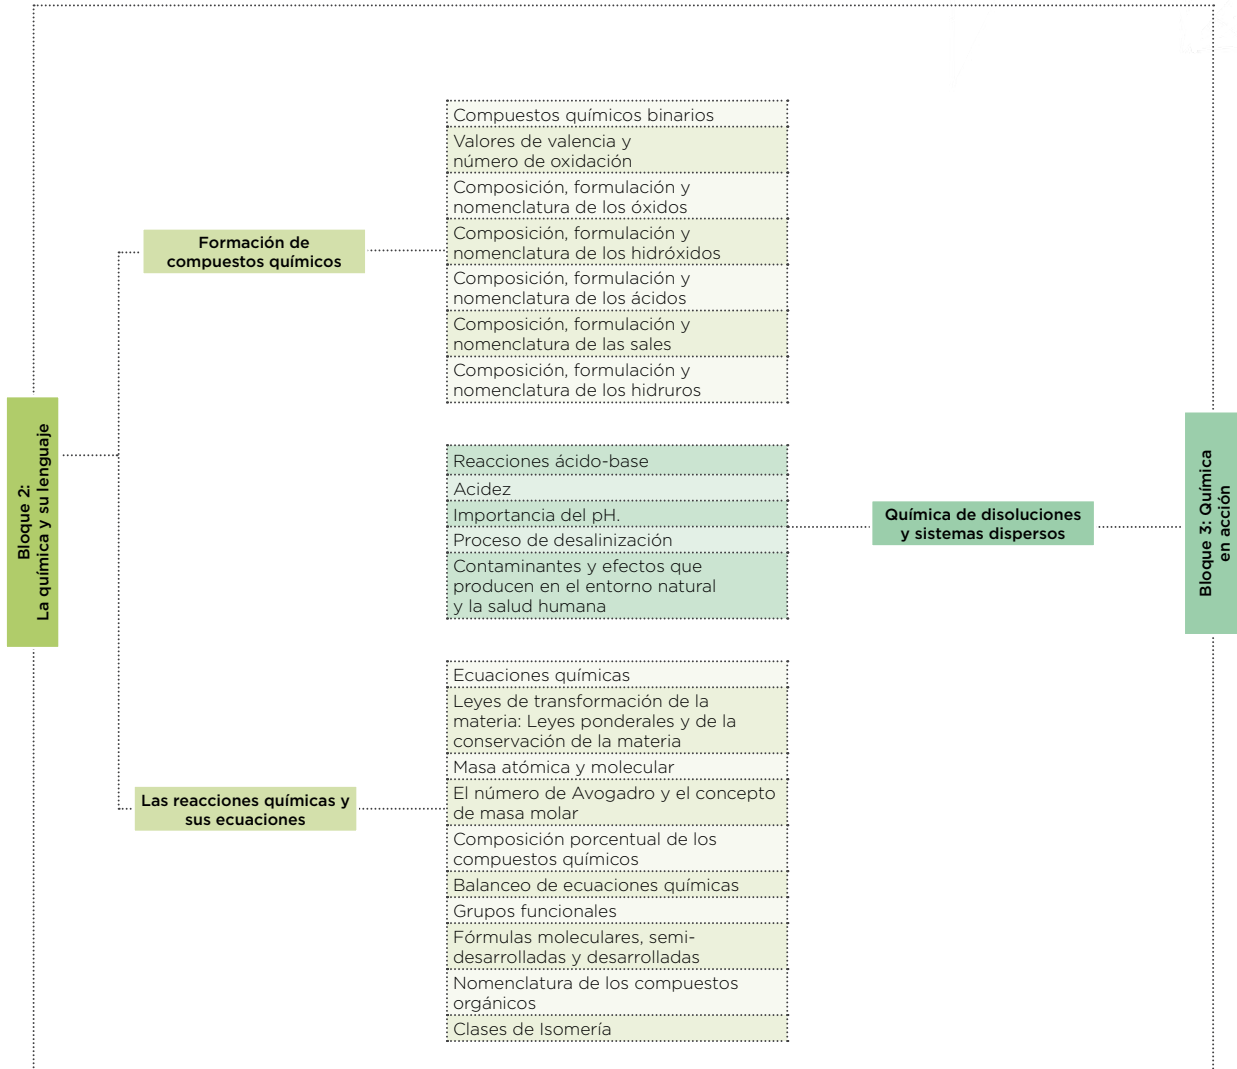 Bloque 2:
La química y su lenguaje
Formación de
compuestos químicos
Compuestos químicos binarios
Valores de valencia y
número de oxidación
Composición, formulación y
nomenclatura de los óxidos
Composición, formulación y
nomenclatura de los hidróxidos
Composición, formulación y
nomenclatura de los ácidos
Composición, formulación y
nomenclatura de las sales
Composición, formulación y
nomenclatura de los hidruros
Reacciones ácido-base
Acidez
Importancia del pH.
Proceso de desalinización
Contaminantes y efectos que
producen en el entorno natural
y la salud humana
Química de disoluciones
y sistemas dispersos
Bloque 3: Química
en acción
Las reacciones químicas y
sus ecuaciones
Ecuaciones químicas
Leyes de transformación de la
materia: Leyes ponderales y de la
conservación de la materia
Masa atómica y molecular
El número de Avogadro y el concepto
de masa molar
Composición porcentual de los
compuestos químicos
Balanceo de ecuaciones químicas
Grupos funcionales
Fórmulas moleculares, semi-
desarrolladas y desarrolladas
Nomenclatura de los compuestos
orgánicos
Clases de Isomería